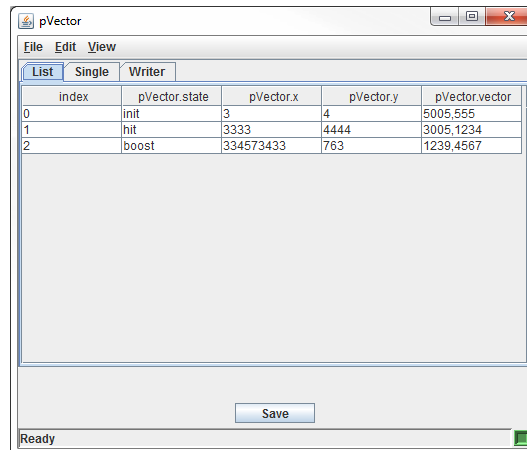 pVector
File Edit View
List Single Writer
index pVector.state pVector.x pVector.y pVector.vector
0 init 3 4 5005,555
1 hit 3333 4444 3005,1234
2 boost 334573433 763 1239,4567
Save
Ready